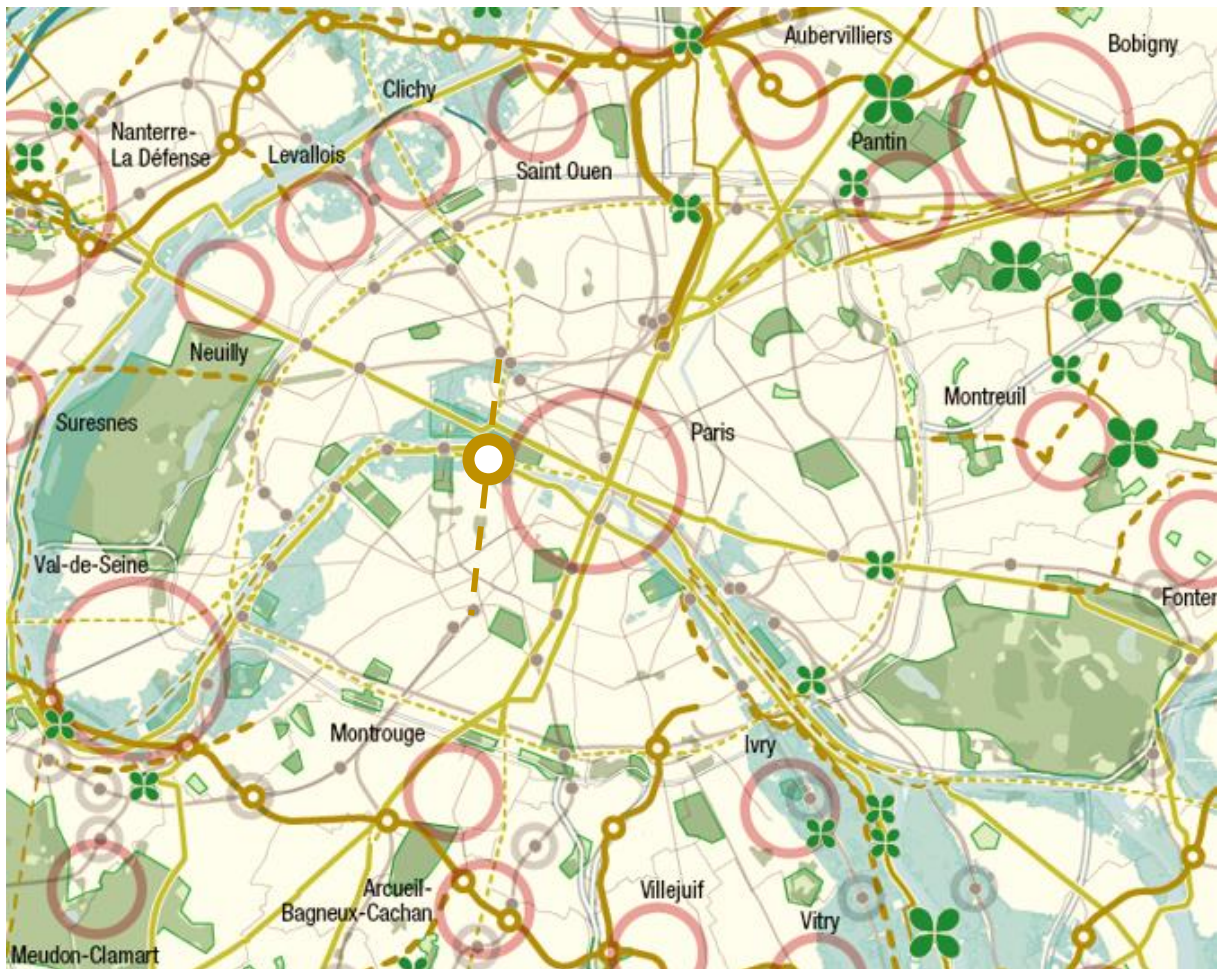 Aubervilliers
Bobigny
Clichy
Nanterre-
La Défense
Levallois
Saint Ouen
Pantin
Neuilly
Suresnes
Montreuil
Paris
Val-de-Seine
Fonten
Montrouge
Ivry
Arcueil-
Bagneux-Cachan
Villejuif
Vitry
Meudon-Clamart